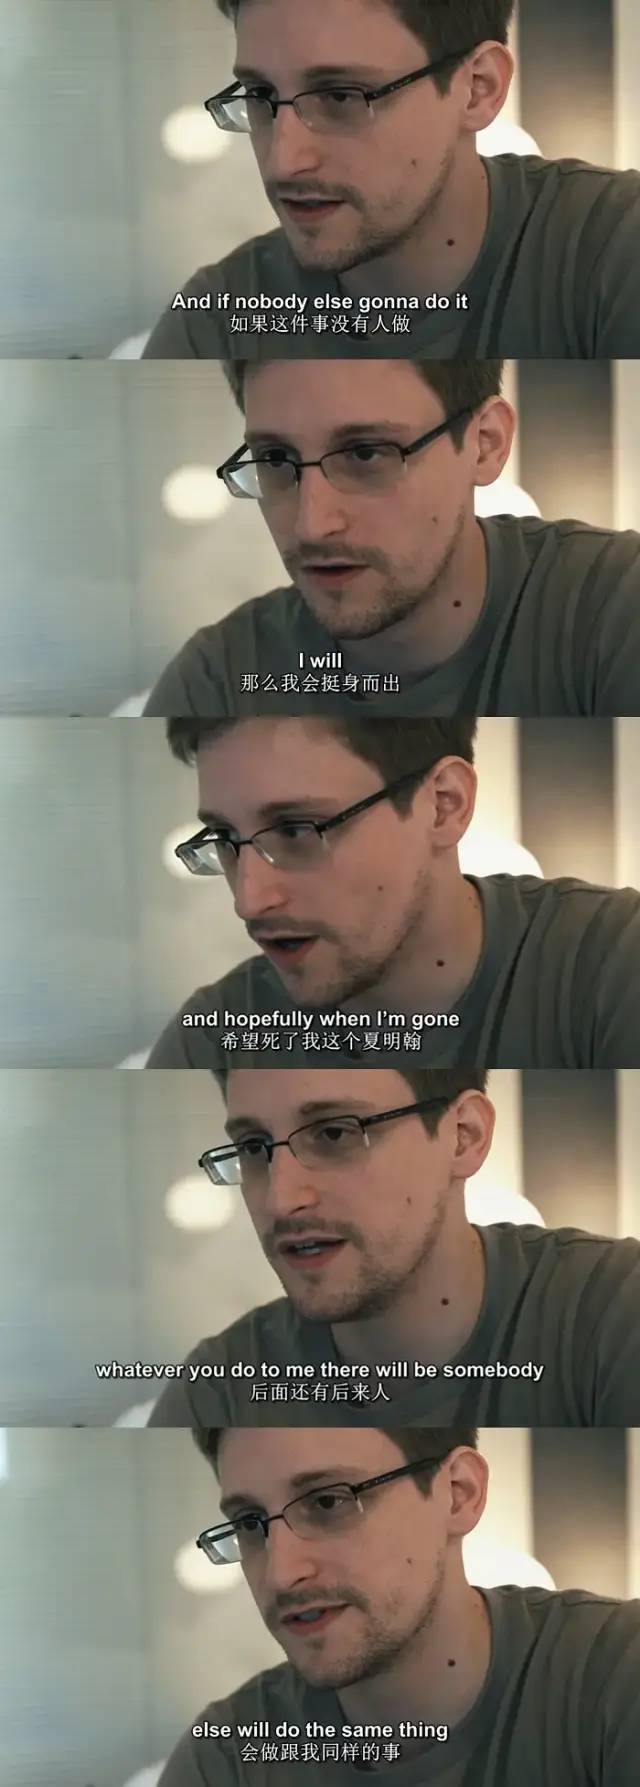 And if nobody else gonna do it
如果这件事没有人做
I will
那么我会挺身而出
and hopefully when I'm gone
希望死了我这个夏明翰
whatever you do to me there will be somebody
后面还有后来人
else will do the same thing
会做跟我同样的事